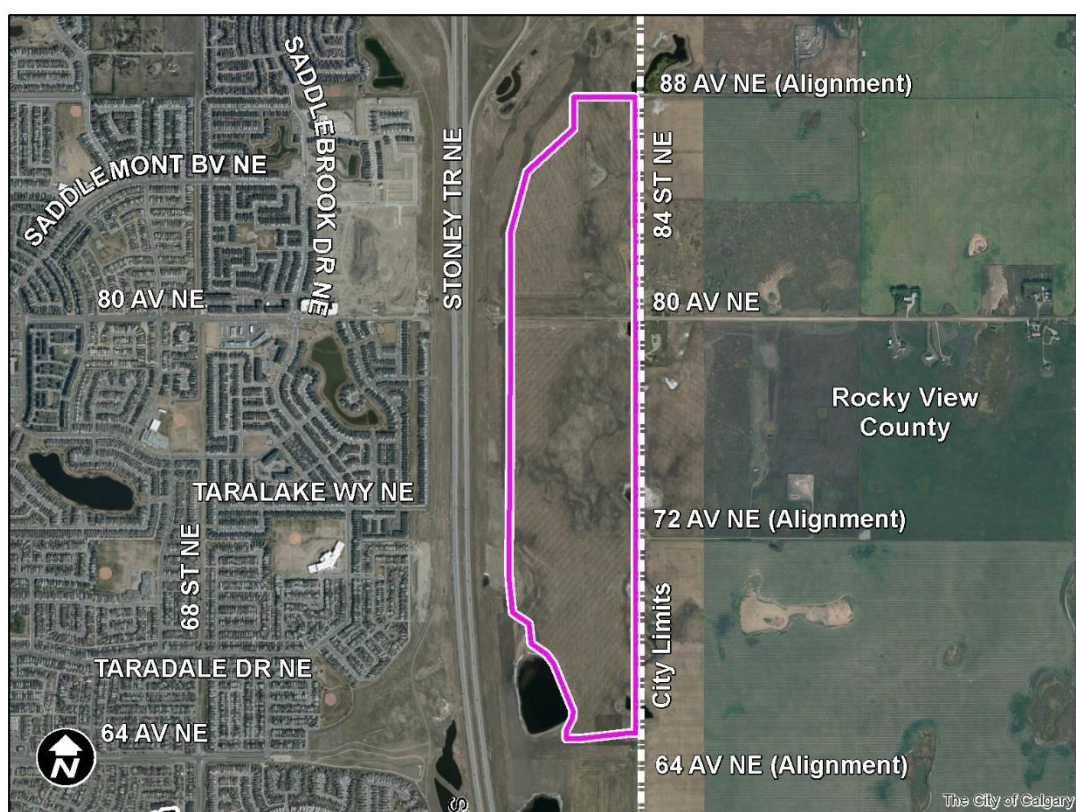 88 AV NE (Alignment)
SADDLEBROOK DR NE
SADDLEMONT BV NE
STONEY TR NE
84 ST NE
80 AV NE
80 AV NE
Rocky View
County
TARALAKE WY NE
72 AV NE (Alignment)
68 ST NE
City Limits
TARADALE DR NE
64 AV NE
64 AV NE (Alignment)
N
S
The City of Calgary